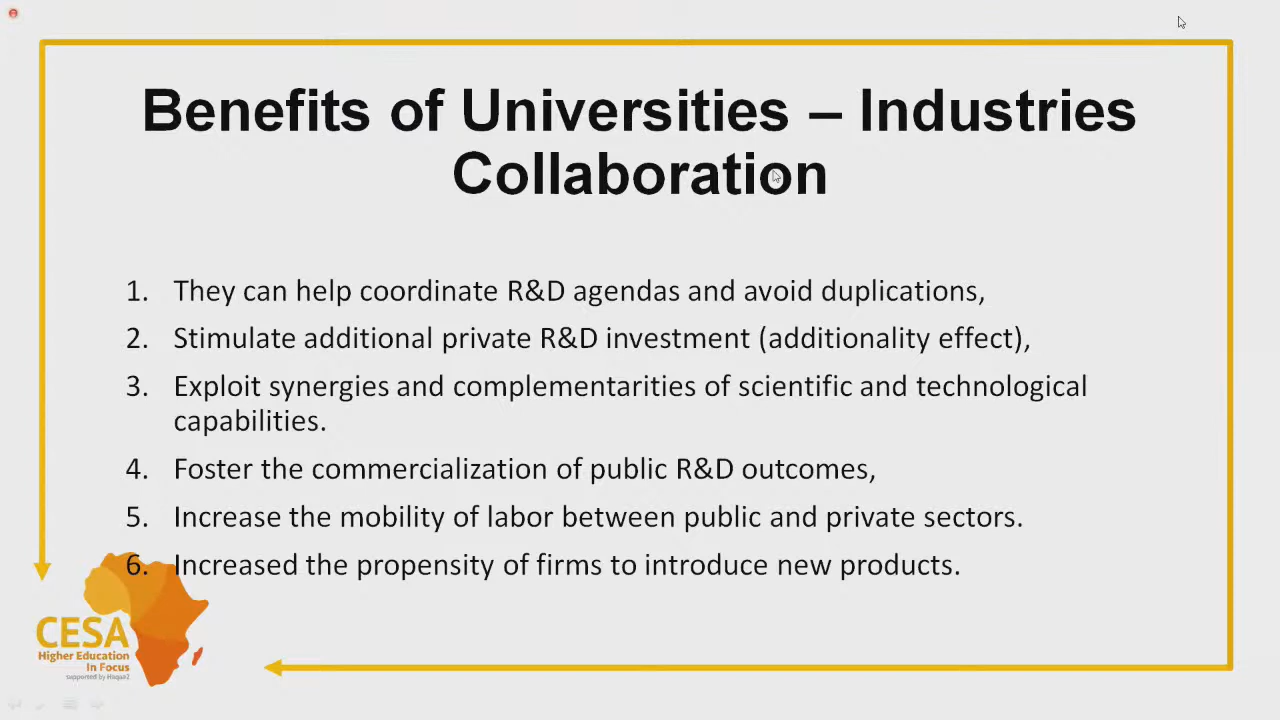 Benefits of Universities – Industries
Collaboration
1. They can help coordinate R&D agendas and avoid duplications,
2. Stimulate additional private R&D investment (additionality effect),
3. Exploit synergies and complementarities of scientific and technological
capabilities.
4. Foster the commercialization of public R&D outcomes,
5. Increase the mobility of labor between public and private sectors.
6. Increased the propensity of firms to introduce new products.
CESA
Higher Education
In Focus
supported by Haqaa2